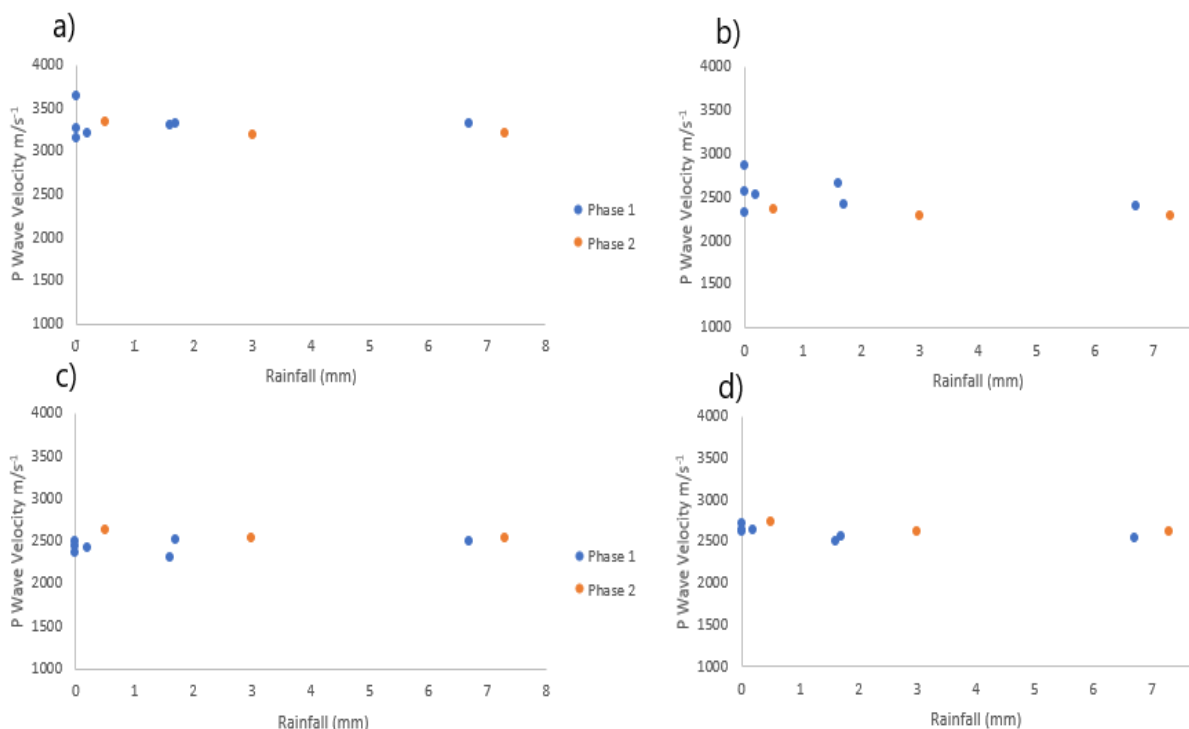 a)
4000
3500
3000
2500
2000
1500
1000
P Wave Velocity m/s⁻¹
0 1 2 3 4 5 6 7 8
Rainfall (mm)
Phase 1
Phase 2
b)
4000
3500
3000
2500
2000
1500
1000
P Wave Velocity m/s⁻¹
0 1 2 3 4 5 6 7
Rainfall (mm)
c)
4000
3500
3000
2500
2000
1500
1000
P Wave Velocity m/s⁻¹
0 1 2 3 4 5 6 7 8
Rainfall (mm)
Phase 1
Phase 2
d)
4000
3500
3000
2500
2000
1500
1000
P Wave Velocity m/s⁻¹
0 1 2 3 4 5 6 7
Rainfall (mm)